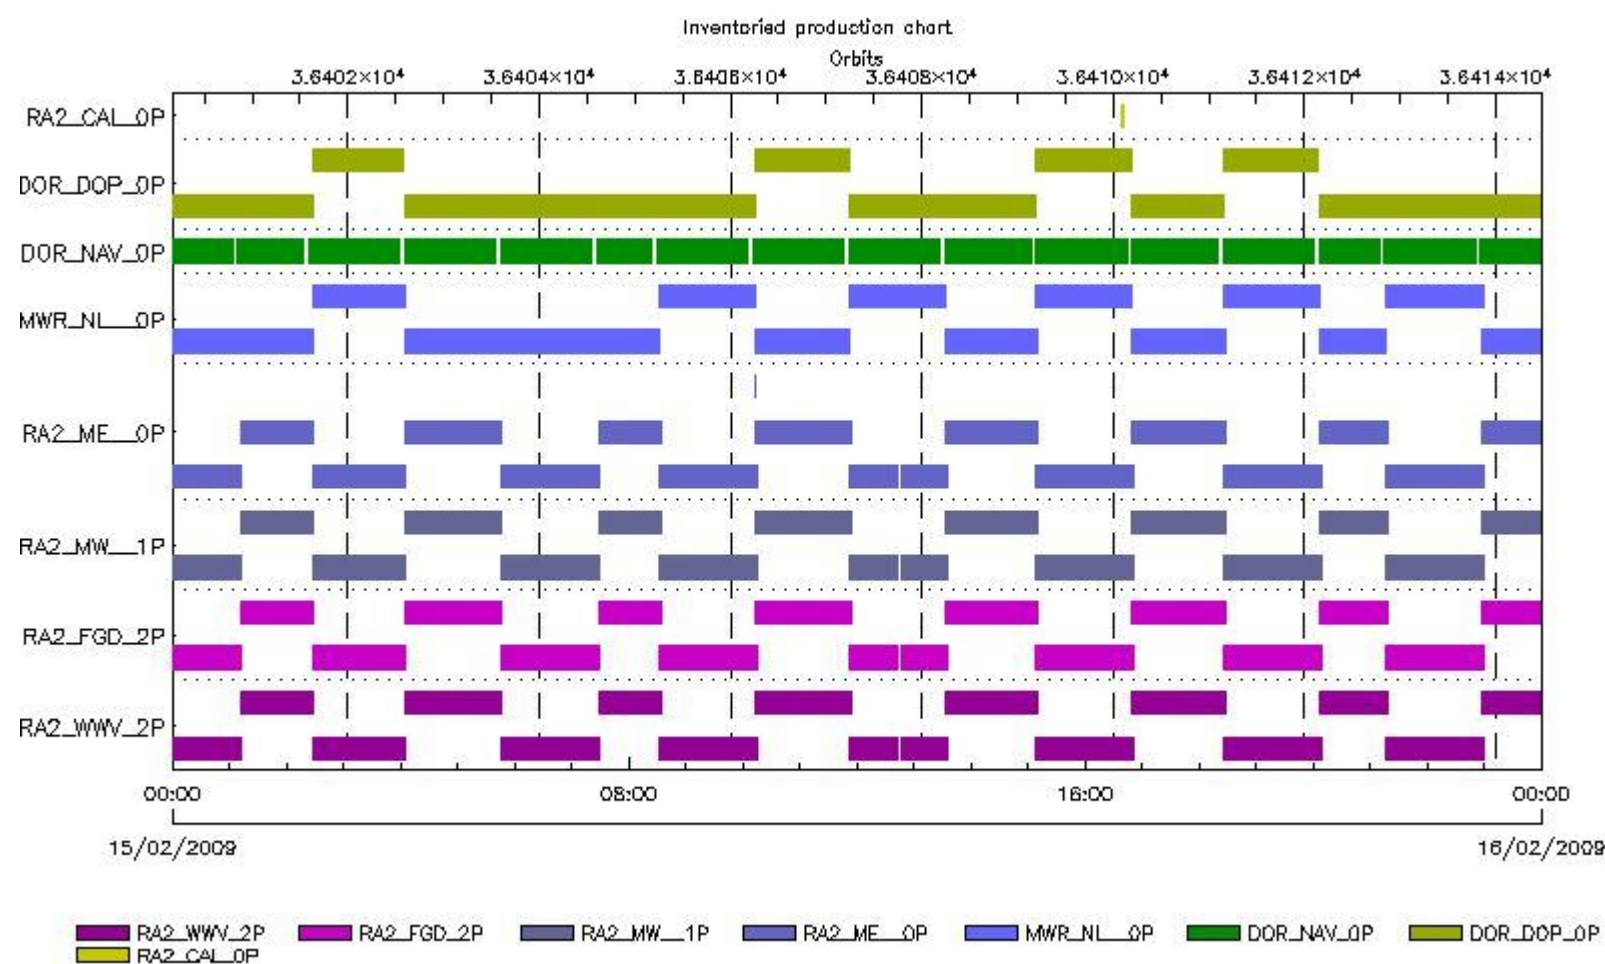 Inventoried production chart
Orbits
3.6402×10⁴ 3.6404×10⁴ 3.6406×10⁴ 3.6408×10⁴ 3.6410×10⁴ 3.6412×10⁴ 3.6414×10⁴
RA2_CAL_0P
DOR_DOP_0P
DOR_NAV_0P
MWR_NL__0P
RA2_ME__0P
RA2_MW__1P
RA2_FGD_2P
RA2_WWV_2P
00:00 08:00 16:00 00:00
15/02/2009 16/02/2009
RA2_WWV_2P RA2_FGD_2P RA2_MW__1P RA2_ME__0P MWR_NL__0P DOR_NAV_0P DOR_DOP_0P
RA2_CAL_0P